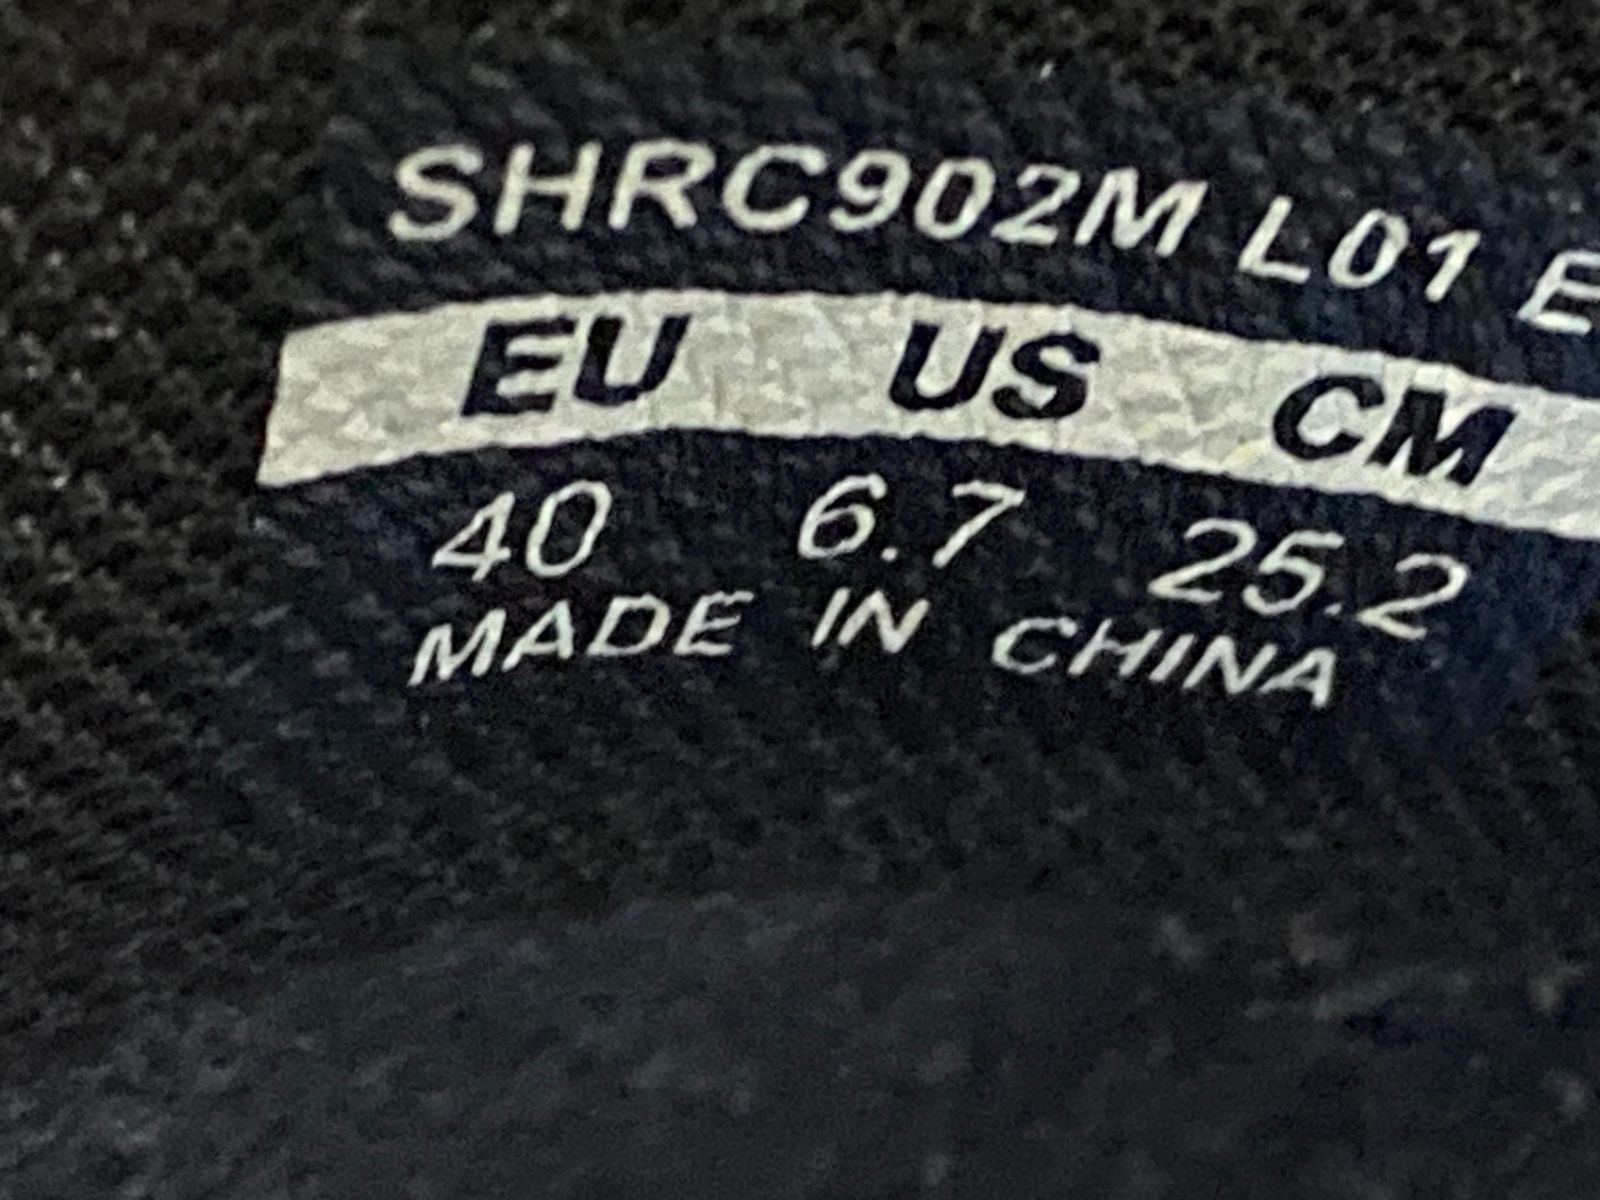 SHRC902M L01 E
EU US CM
40 6.7 25.2
MADE IN CHINA